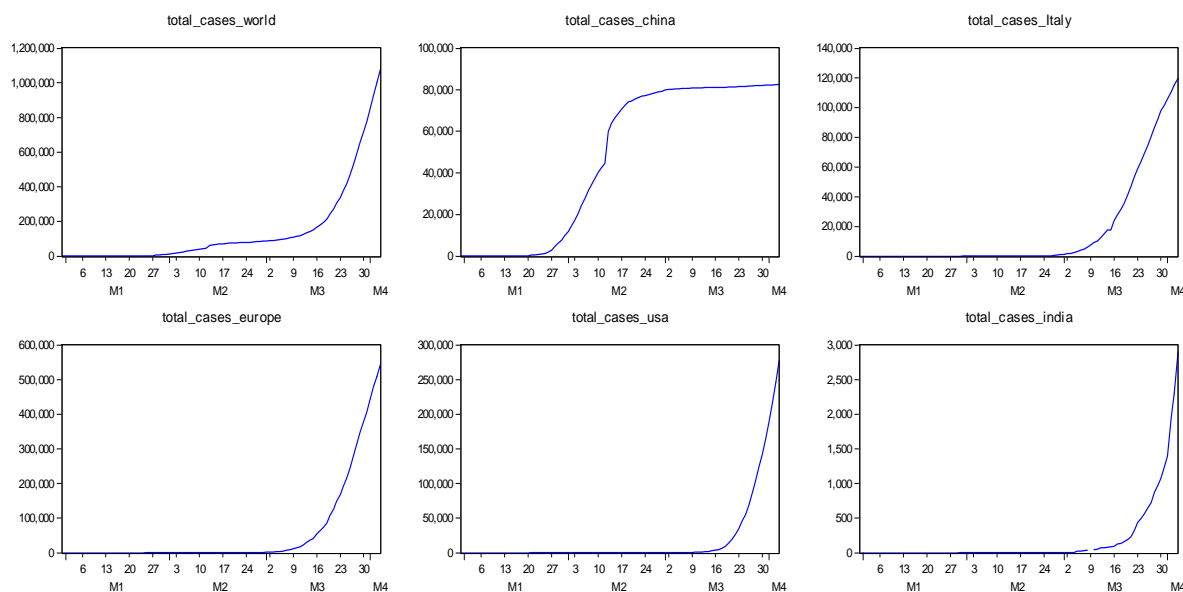 total_cases_world
1,200,000
1,000,000
800,000
600,000
400,000
200,000
0
6 13 20 27 3 10 17 24 2 9 16 23 30
M1 M2 M3 M4
total_cases_china
100,000
80,000
60,000
40,000
20,000
0
6 13 20 27 3 10 17 24 2 9 16 23 30
M1 M2 M3 M4
total_cases_Italy
140,000
120,000
100,000
80,000
60,000
40,000
20,000
0
6 13 20 27 3 10 17 24 2 9 16 23 30
M1 M2 M3 M4
total_cases_europe
600,000
500,000
400,000
300,000
200,000
100,000
0
6 13 20 27 3 10 17 24 2 9 16 23 30
M1 M2 M3 M4
total_cases_usa
300,000
250,000
200,000
150,000
100,000
50,000
0
6 13 20 27 3 10 17 24 2 9 16 23 30
M1 M2 M3 M4
total_cases_india
3,000
2,500
2,000
1,500
1,000
500
0
6 13 20 27 3 10 17 24 2 9 16 23 30
M1 M2 M3 M4